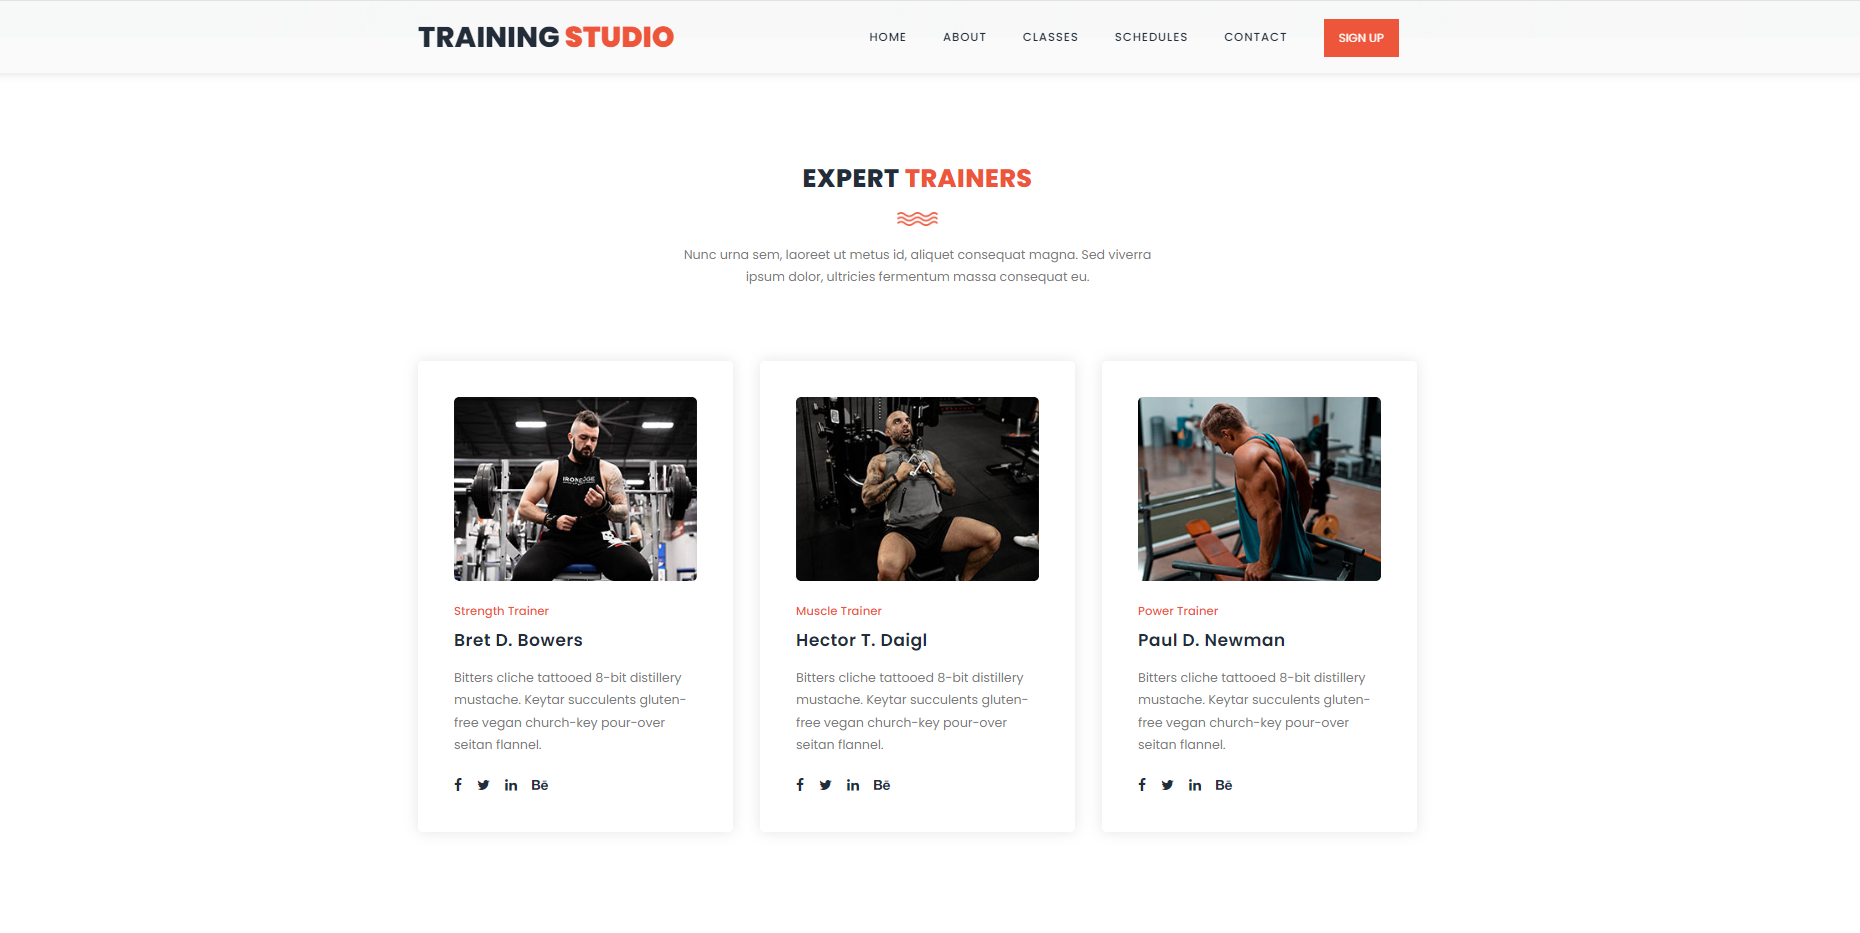 TRAINING STUDIO
HOME ABOUT CLASSES SCHEDULES CONTACT SIGN UP
EXPERT TRAINERS
Nunc urna sem, laoreet ut metus id, aliquet consequat magna. Sed viverra
ipsum dolor, ultricies fermentum massa consequat eu.
Strength Trainer
Bret D. Bowers
Bitters cliche tattooed 8-bit distillery
mustache. Keytar succulents gluten-
free vegan church-key pour-over
seitan flannel.
Bē
Muscle Trainer
Hector T. Daigl
Bitters cliche tattooed 8-bit distillery
mustache. Keytar succulents gluten-
free vegan church-key pour-over
seitan flannel.
Bē
Power Trainer
Paul D. Newman
Bitters cliche tattooed 8-bit distillery
mustache. Keytar succulents gluten-
free vegan church-key pour-over
seitan flannel.
Bē